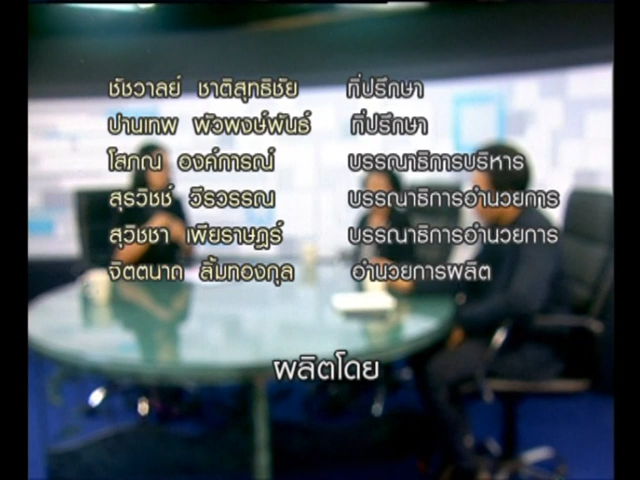 ชัชวาลย์ ชาติสุทธิชัย ที่ปรึกษา
ปานเทพ พัวพงษ์พันธ์ ที่ปรึกษา
โสภณ องค์การณ์ บรรณาธิการบริหาร
สุรวิชช์ วีรวรรณ บรรณาธิการอำนวยการ
สุวิชชา เพียราษฎร์ บรรณาธิการอำนวยการ
จิตตนาถ ลิ้มทองกุล อำนวยการผลิต
ผลิตโดย